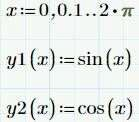 x:=0,0.1..2·π
y1(x):=sin(x)
y2(x):=cos(x)